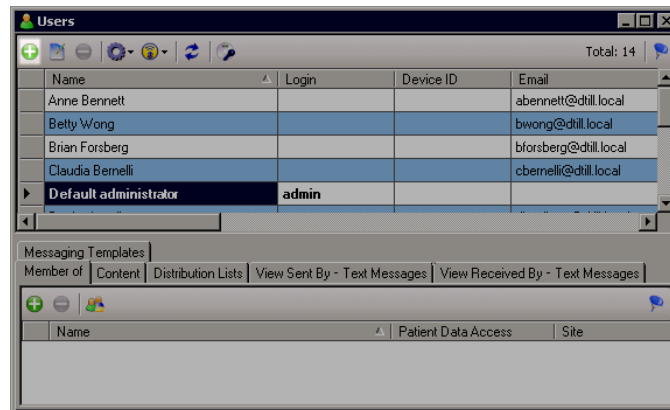 Users
Total: 14
Name Login Device ID Email
Anne Bennett abennett@dtill.local
Betty Wong bwong@dtill.local
Brian Forsberg bforsberg@dtill.local
Claudia Bernelli cbernelli@dtill.local
Default administrator admin
Messaging Templates
Member of Content Distribution Lists View Sent By - Text Messages View Received By - Text Messages
Name Patient Data Access Site